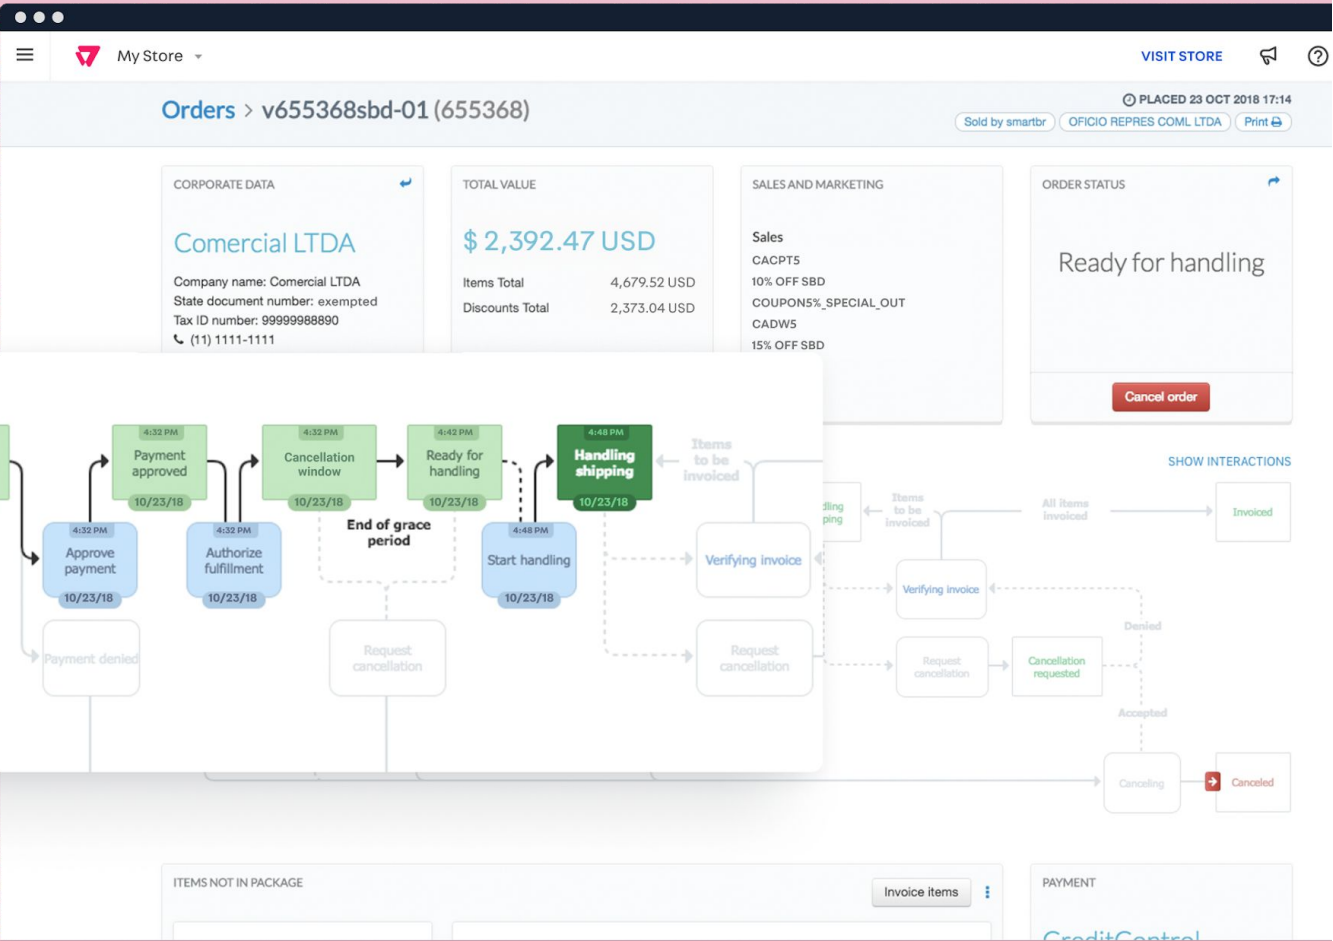 My Store
VISIT STORE
Orders > v655368sbd-01 (655368)
PLACED 23 OCT 2018 17:14
Sold by smartbr
OFICIO REPRES COML LTDA
Print
CORPORATE DATA
Comercial LTDA
Company name: Comercial LTDA
State document number: exempted
Tax ID number: 99999988890
(11) 1111-1111
TOTAL VALUE
$ 2,392.47 USD
Items Total 4,679.52 USD
Discounts Total 2,373.04 USD
SALES AND MARKETING
Sales
CACPT5
10% OFF SBD
COUPON5%_SPECIAL_OUT
CADW5
15% OFF SBD
ORDER STATUS
Ready for handling
Cancel order
4:32 PM
Payment
approved
10/23/18
4:32 PM
Cancellation
window
10/23/18
4:42 PM
Ready for
handling
10/23/18
4:48 PM
Handling
shipping
10/23/18
Items
to be
invoiced
4:32 PM
Approve
payment
10/23/18
4:32 PM
Authorize
fulfillment
10/23/18
End of grace
period
4:48 PM
Start handling
10/23/18
Verifying invoice
Payment denied
Request
cancellation
Request
cancellation
SHOW INTERACTIONS
dling
ping
Items
to be
invoiced
All items
invoiced
Invoiced
Verifying invoice
Denied
Request
cancellation
Cancellation
requested
Accepted
Canceling
Canceled
ITEMS NOT IN PACKAGE
Invoice items
PAYMENT
CreditControl